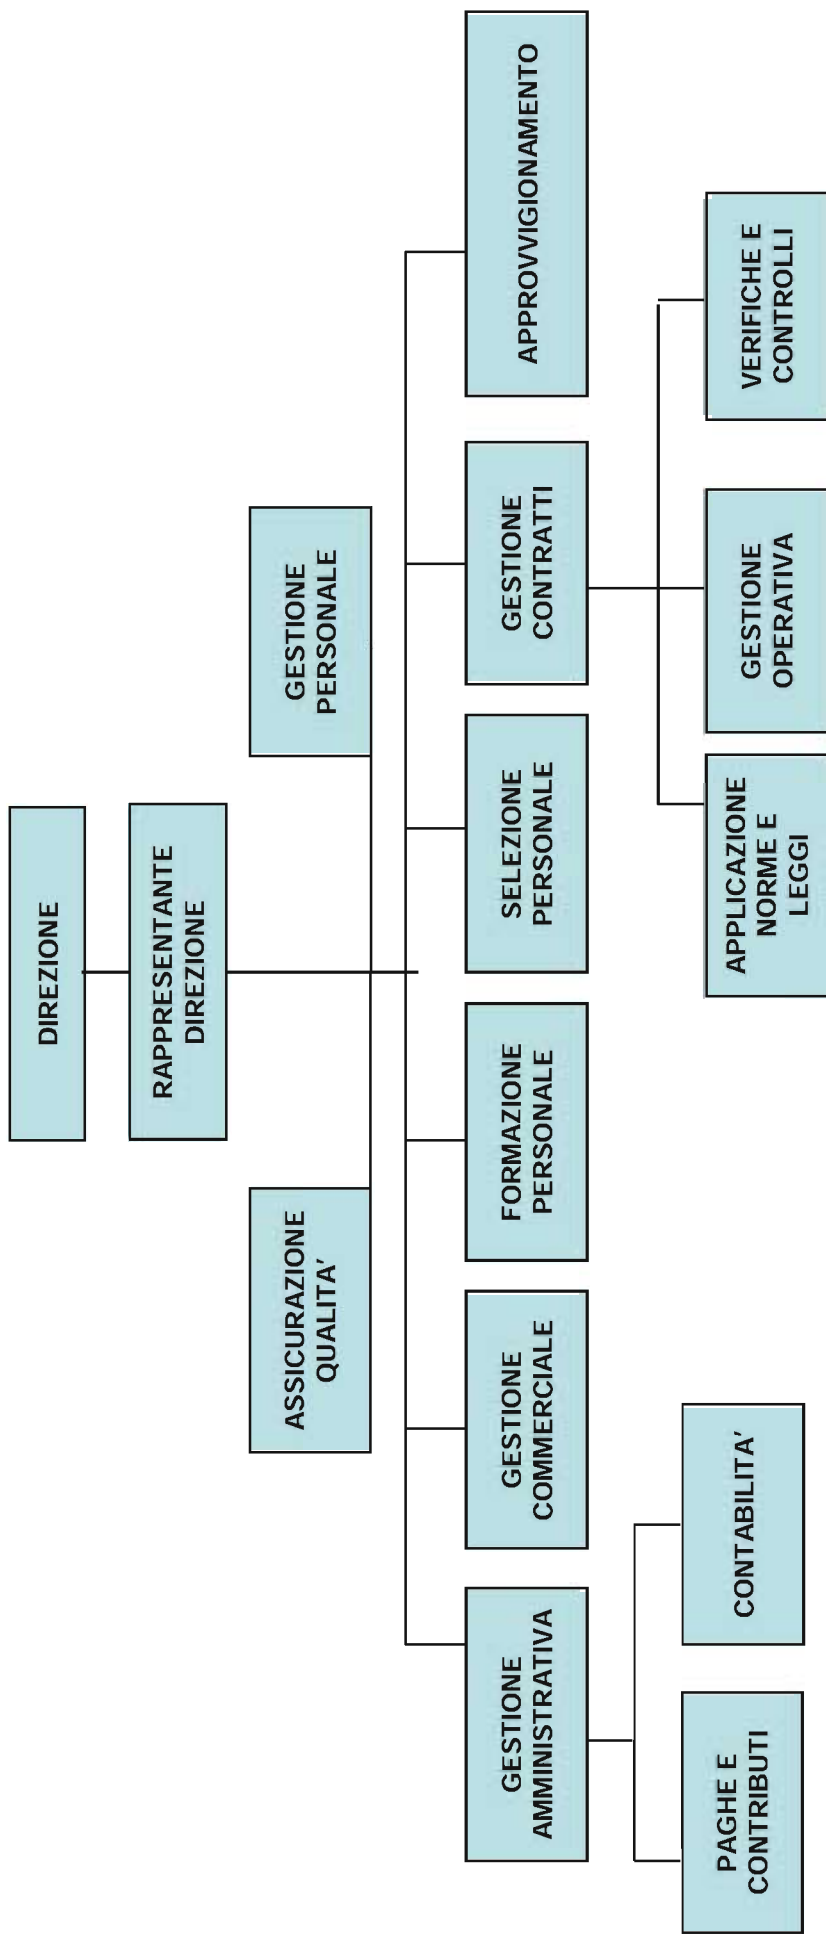 DIREZIONE
RAPPRESENTANTE
DIREZIONE
ASSICURAZIONE
QUALITA’
GESTIONE
PERSONALE
GESTIONE
AMMINISTRATIVA
GESTIONE
COMMERCIALE
FORMAZIONE
PERSONALE
SELEZIONE
PERSONALE
GESTIONE
CONTRATTI
APPROVVIGIONAMENTO
PAGHE E
CONTRIBUTI
CONTABILITA’
APPLICAZIONE
NORME E
LEGGI
GESTIONE
OPERATIVA
VERIFICHE E
CONTROLLI